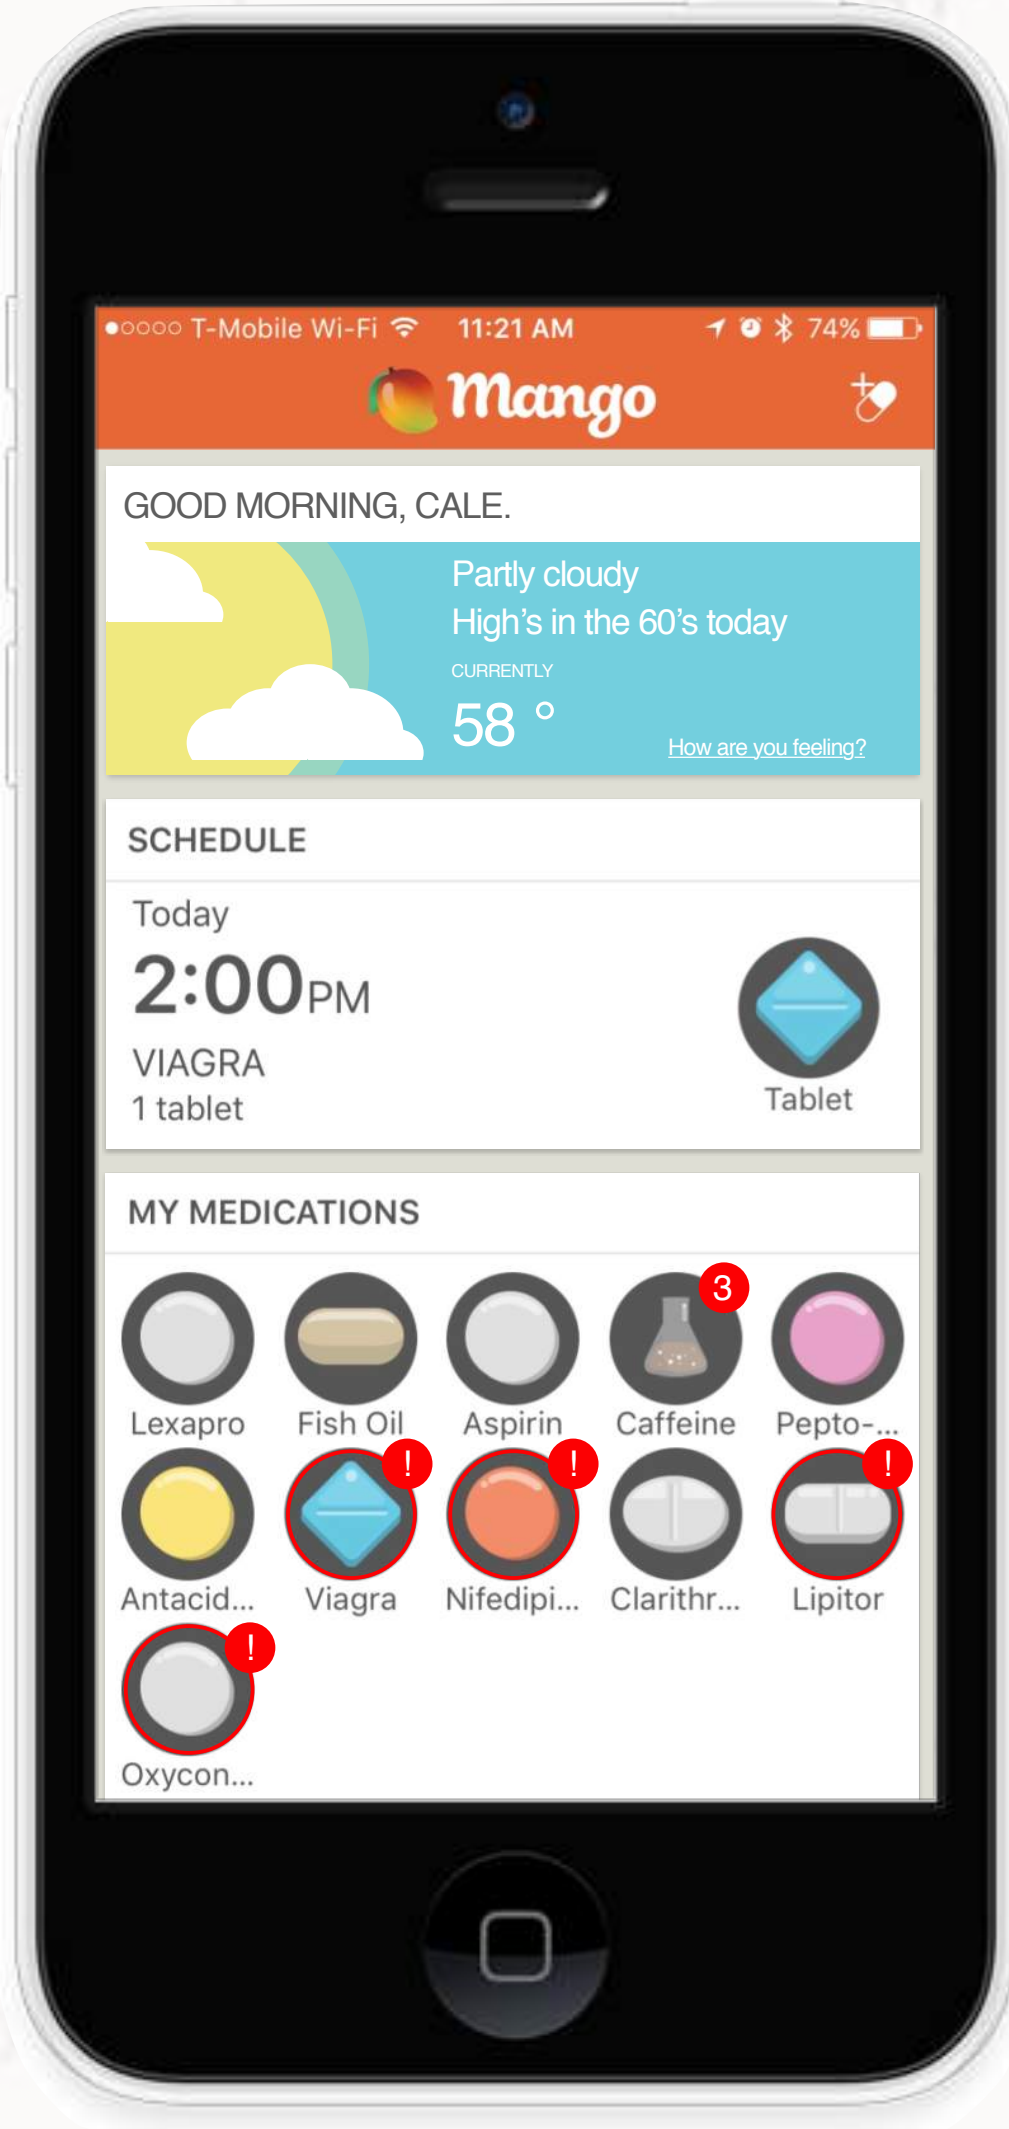 T-Mobile Wi-Fi 11:21 AM 74%
Mango
GOOD MORNING, CALE.
Partly cloudy
High's in the 60's today
CURRENTLY
58 °
How are you feeling?
SCHEDULE
Today
2:00 PM
VIAGRA
1 tablet
Tablet
MY MEDICATIONS
3
Lexapro Fish Oil Aspirin Caffeine Pepto-...
! ! !
Antacid... Viagra Nifedipi... Clarithr... Lipitor
!
Oxycon...